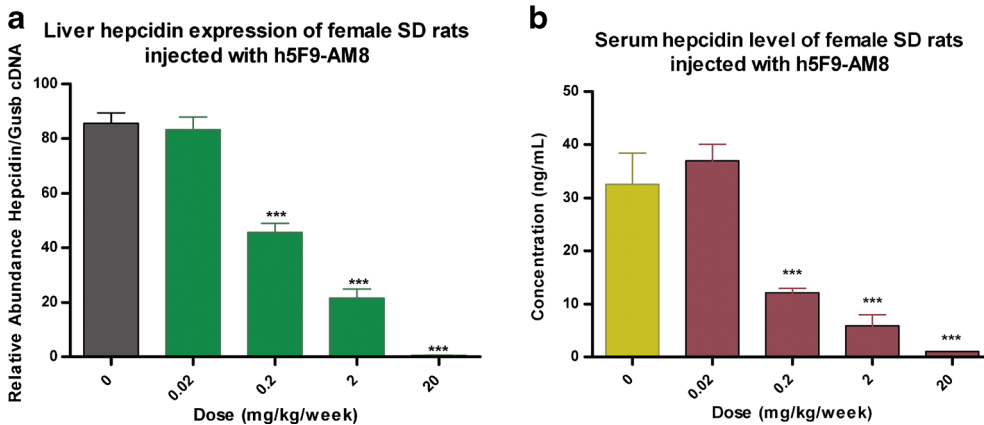 a
Liver hepcidin expression of female SD rats
injected with h5F9-AM8
Relative Abundance Hepcidin/Gusb cDNA
100
80
60
40
20
0
***
***
***
0
0.02
0.2
2
20
Dose (mg/kg/week)
b
Serum hepcidin level of female SD rats
injected with h5F9-AM8
Concentration (ng/mL)
50
40
30
20
10
0
***
***
***
0
0.02
0.2
2
20
Dose (mg/kg/week)